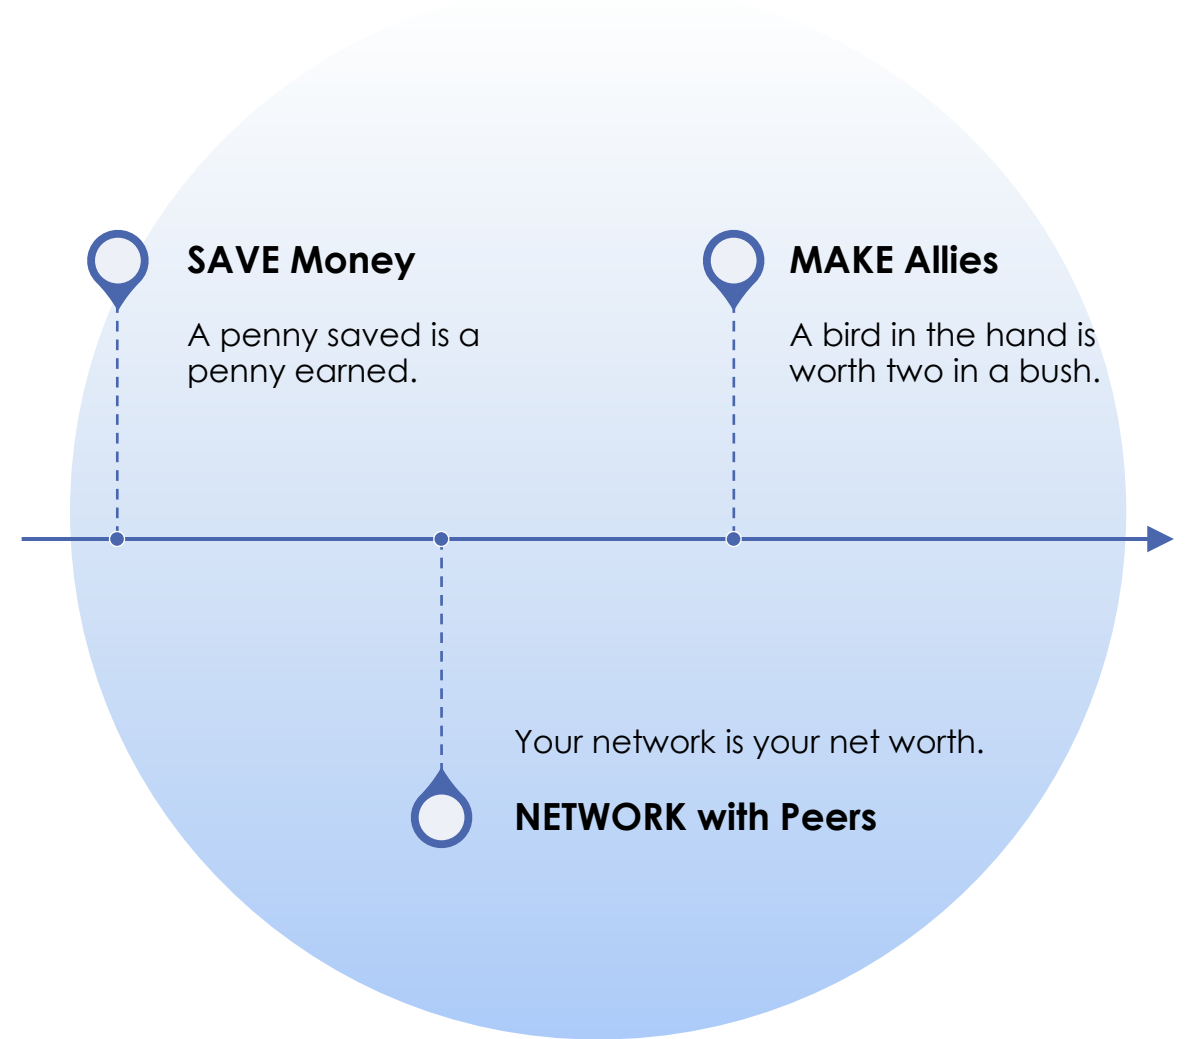 SAVE Money
A penny saved is a
penny earned.
MAKE Allies
A bird in the hand is
worth two in a bush.
Your network is your net worth.
NETWORK with Peers